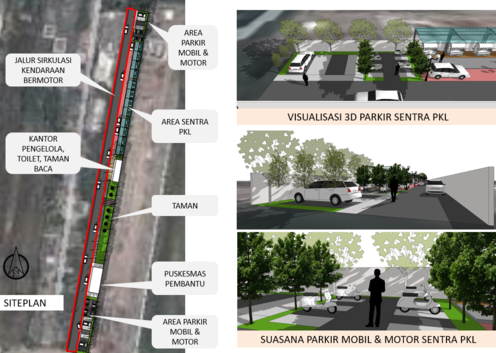 AREA
PARKIR
MOBIL &
MOTOR
JALUR SIRKULASI
KENDARAAN
BERMOTOR
AREA SENTRA
PKL
KANTOR
PENGELOLA,
TOILET, TAMAN
BACA
TAMAN
PUSKESMAS
PEMBANTU
SITEPLAN
AREA PARKIR
MOBIL &
MOTOR
VISUALISASI 3D PARKIR SENTRA PKL
SUASANA PARKIR MOBIL & MOTOR SENTRA PKL